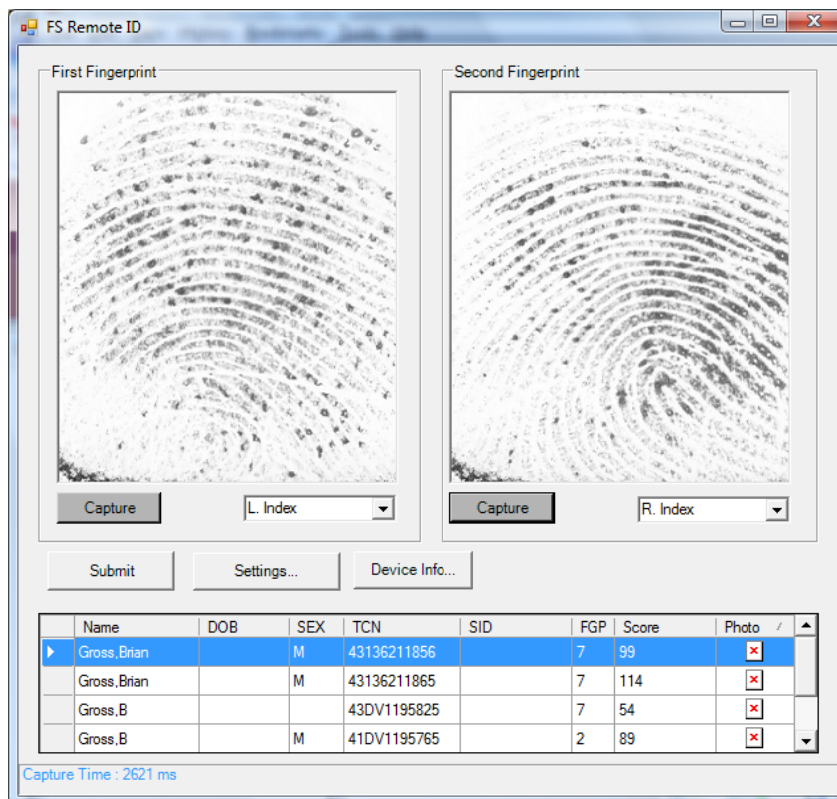 FS Remote ID
First Fingerprint Second Fingerprint
Capture L. Index Capture R. Index
Submit Settings... Device Info...
Name DOB SEX TCN SID FGP Score Photo
Gross,Brian M 43136211856 7 99
Gross,Brian M 43136211865 7 114
Gross,B 43DV1195825 7 54
Gross,B M 41DV1195765 2 89
Capture Time : 2621 ms